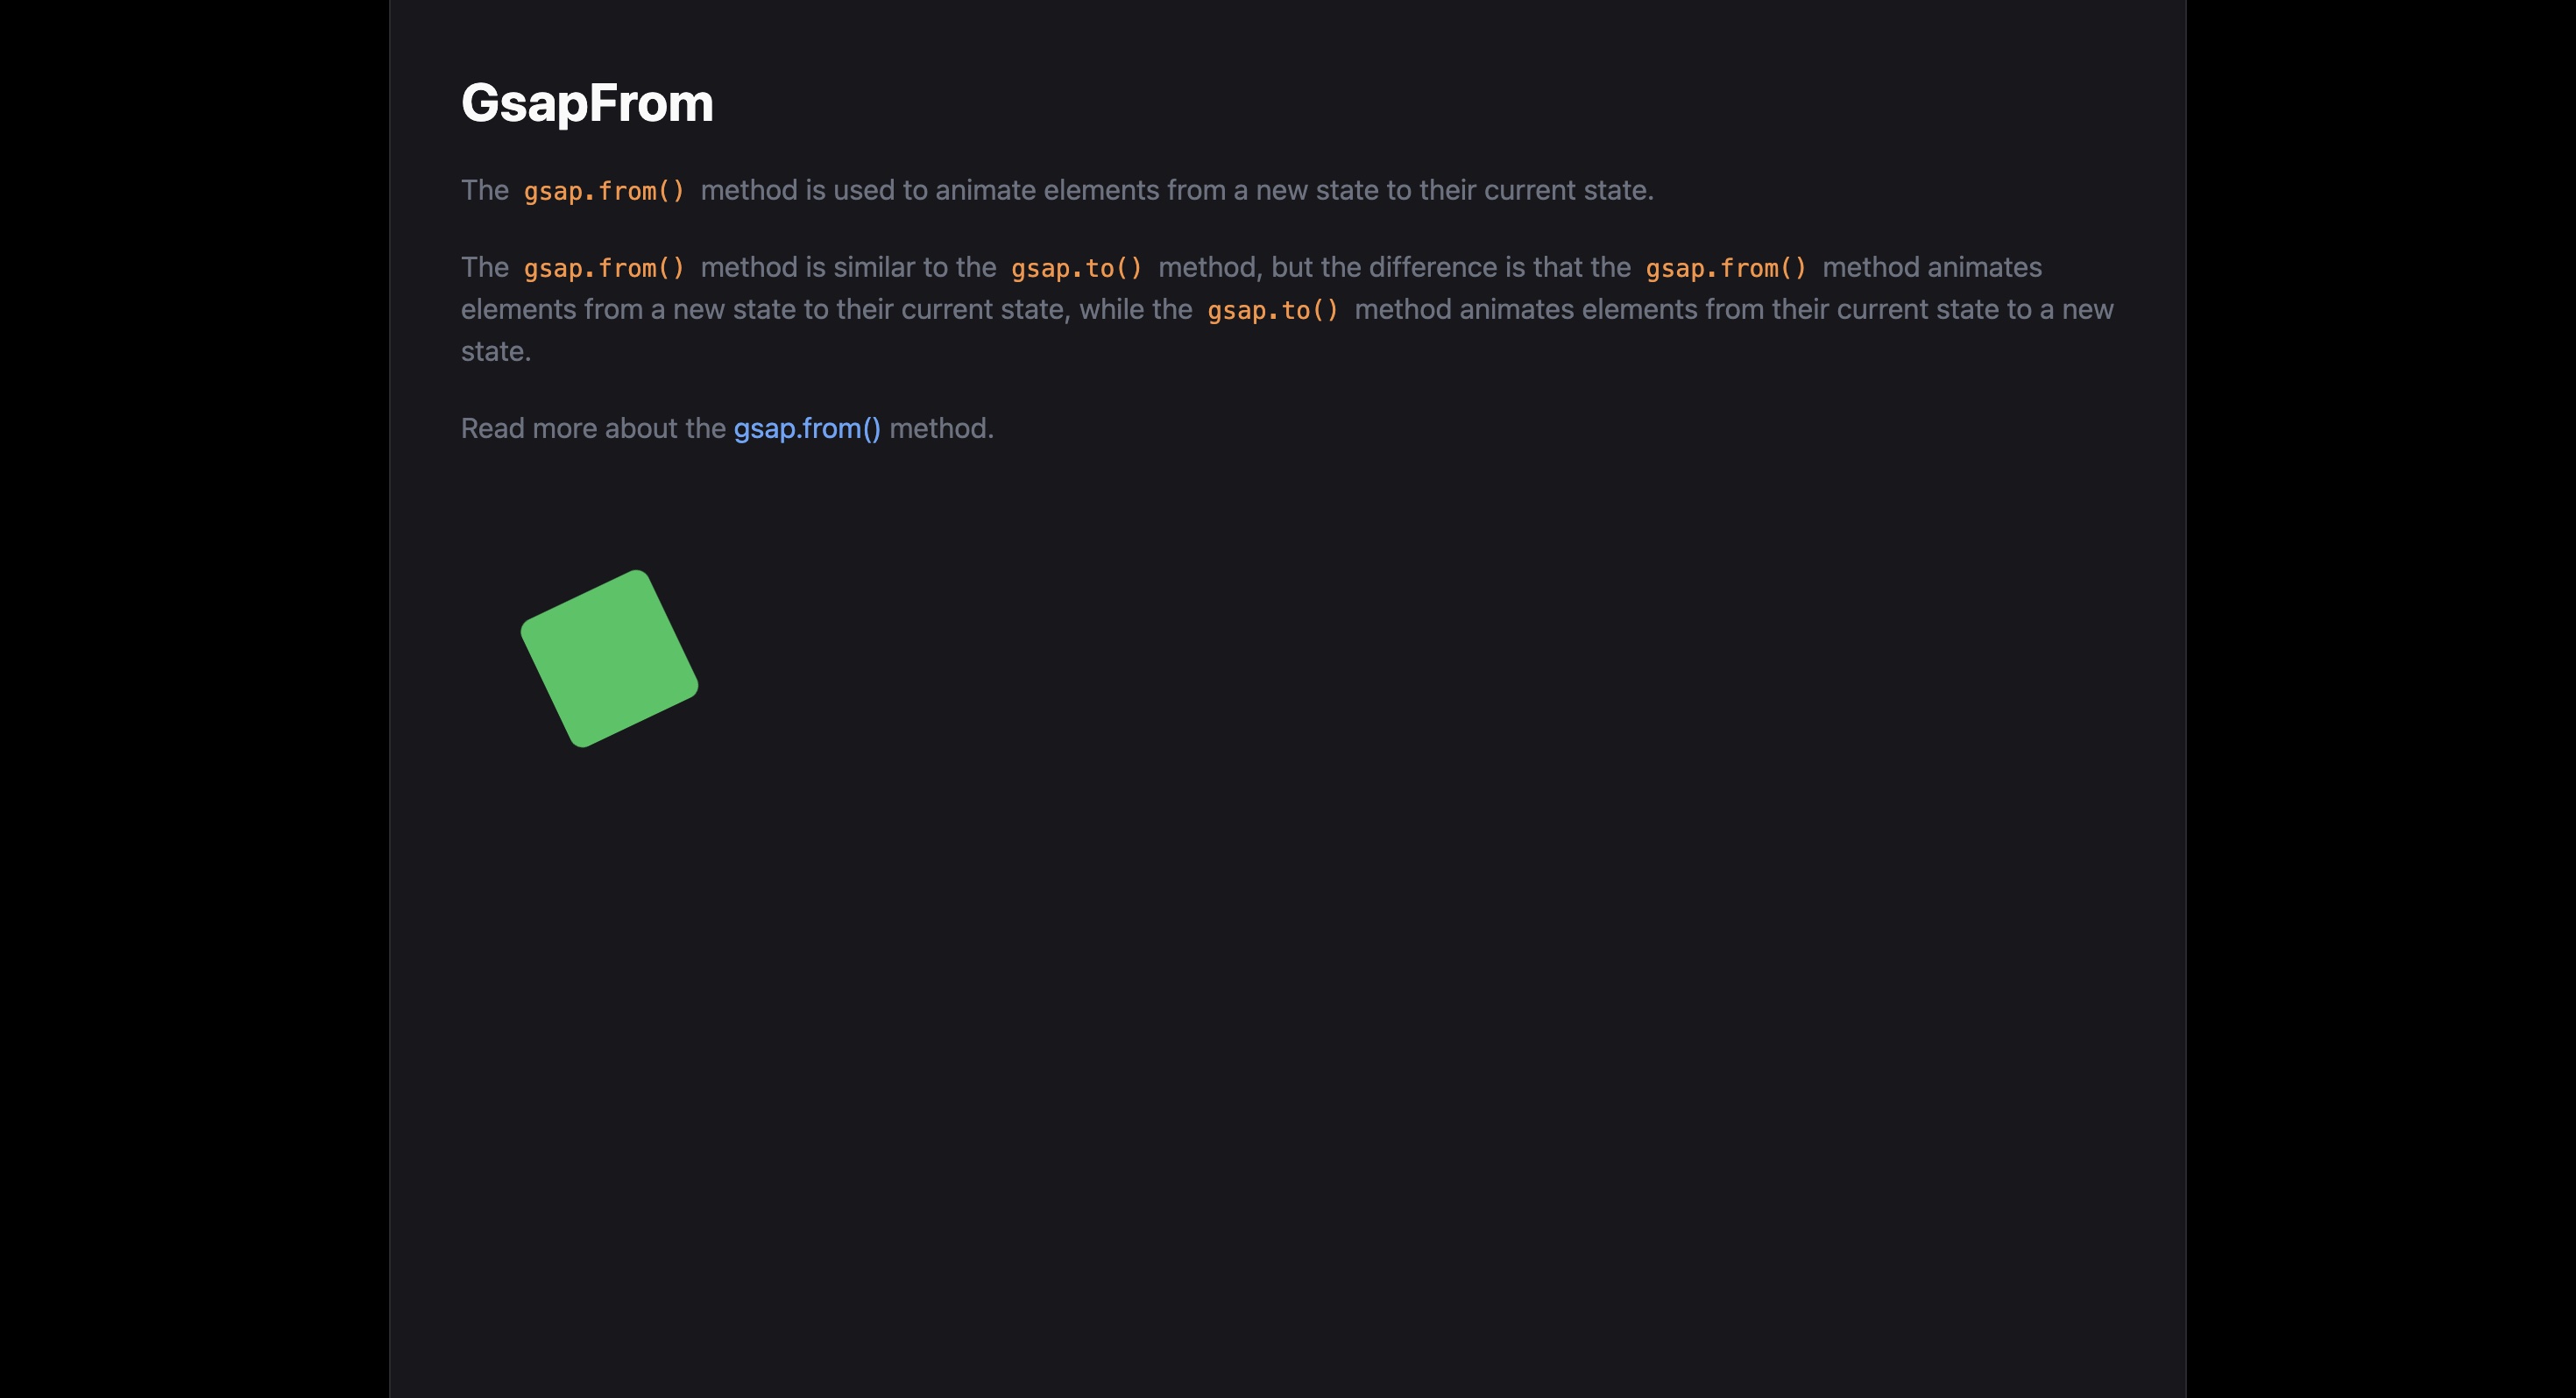 GsapFrom
The gsap.from() method is used to animate elements from a new state to their current state.
The gsap.from() method is similar to the gsap.to() method, but the difference is that the gsap.from() method animates
elements from a new state to their current state, while the gsap.to() method animates elements from their current state to a new
state.
Read more about the gsap.from() method.